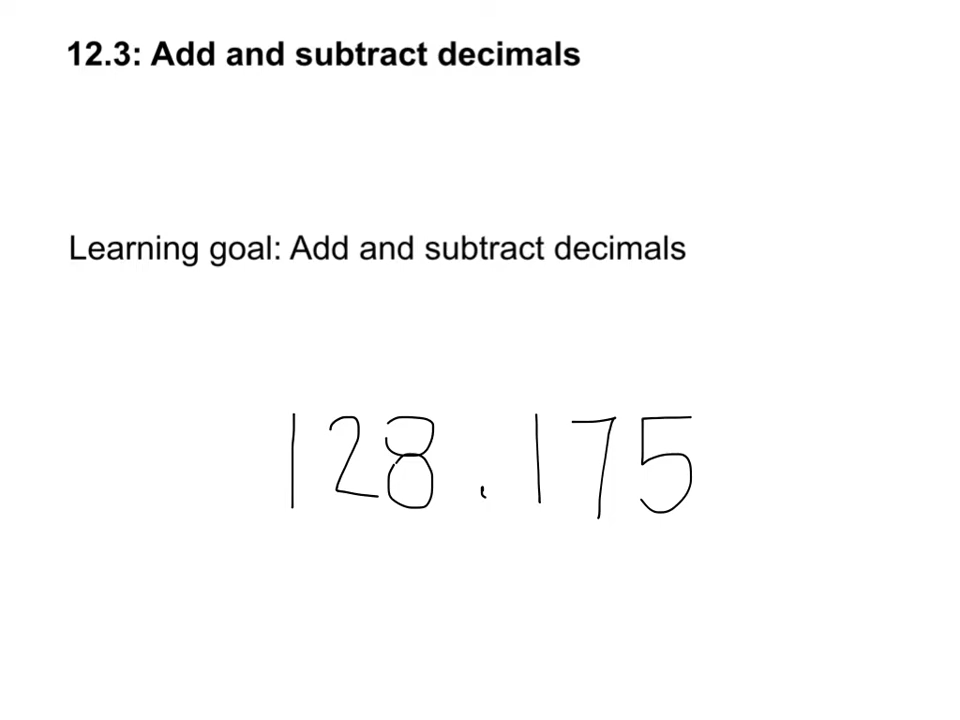 12.3: Add and subtract decimals
Learning goal: Add and subtract decimals
128.175